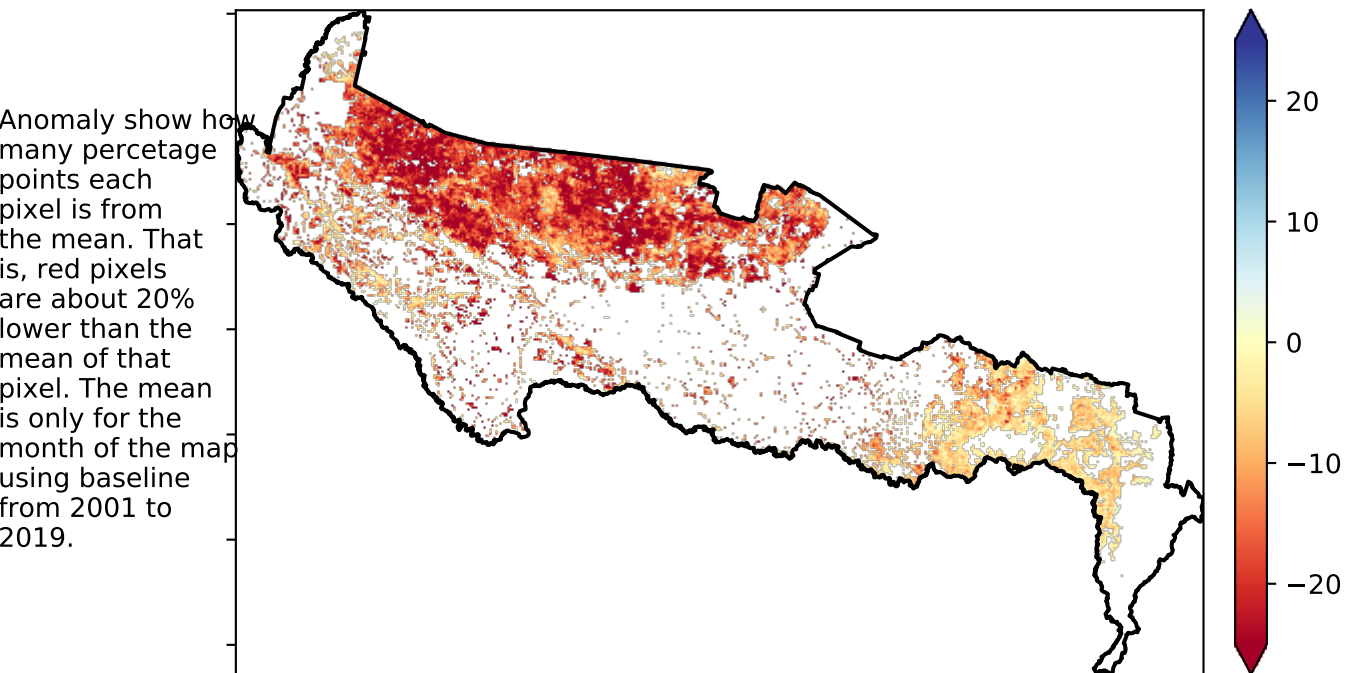 Anomaly show how
many percetage
points each
pixel is from
the mean. That
is, red pixels
are about 20%
lower than the
mean of that
pixel. The mean
is only for the
month of the map
using baseline
from 2001 to
2019.
20
10
0
−10
−20